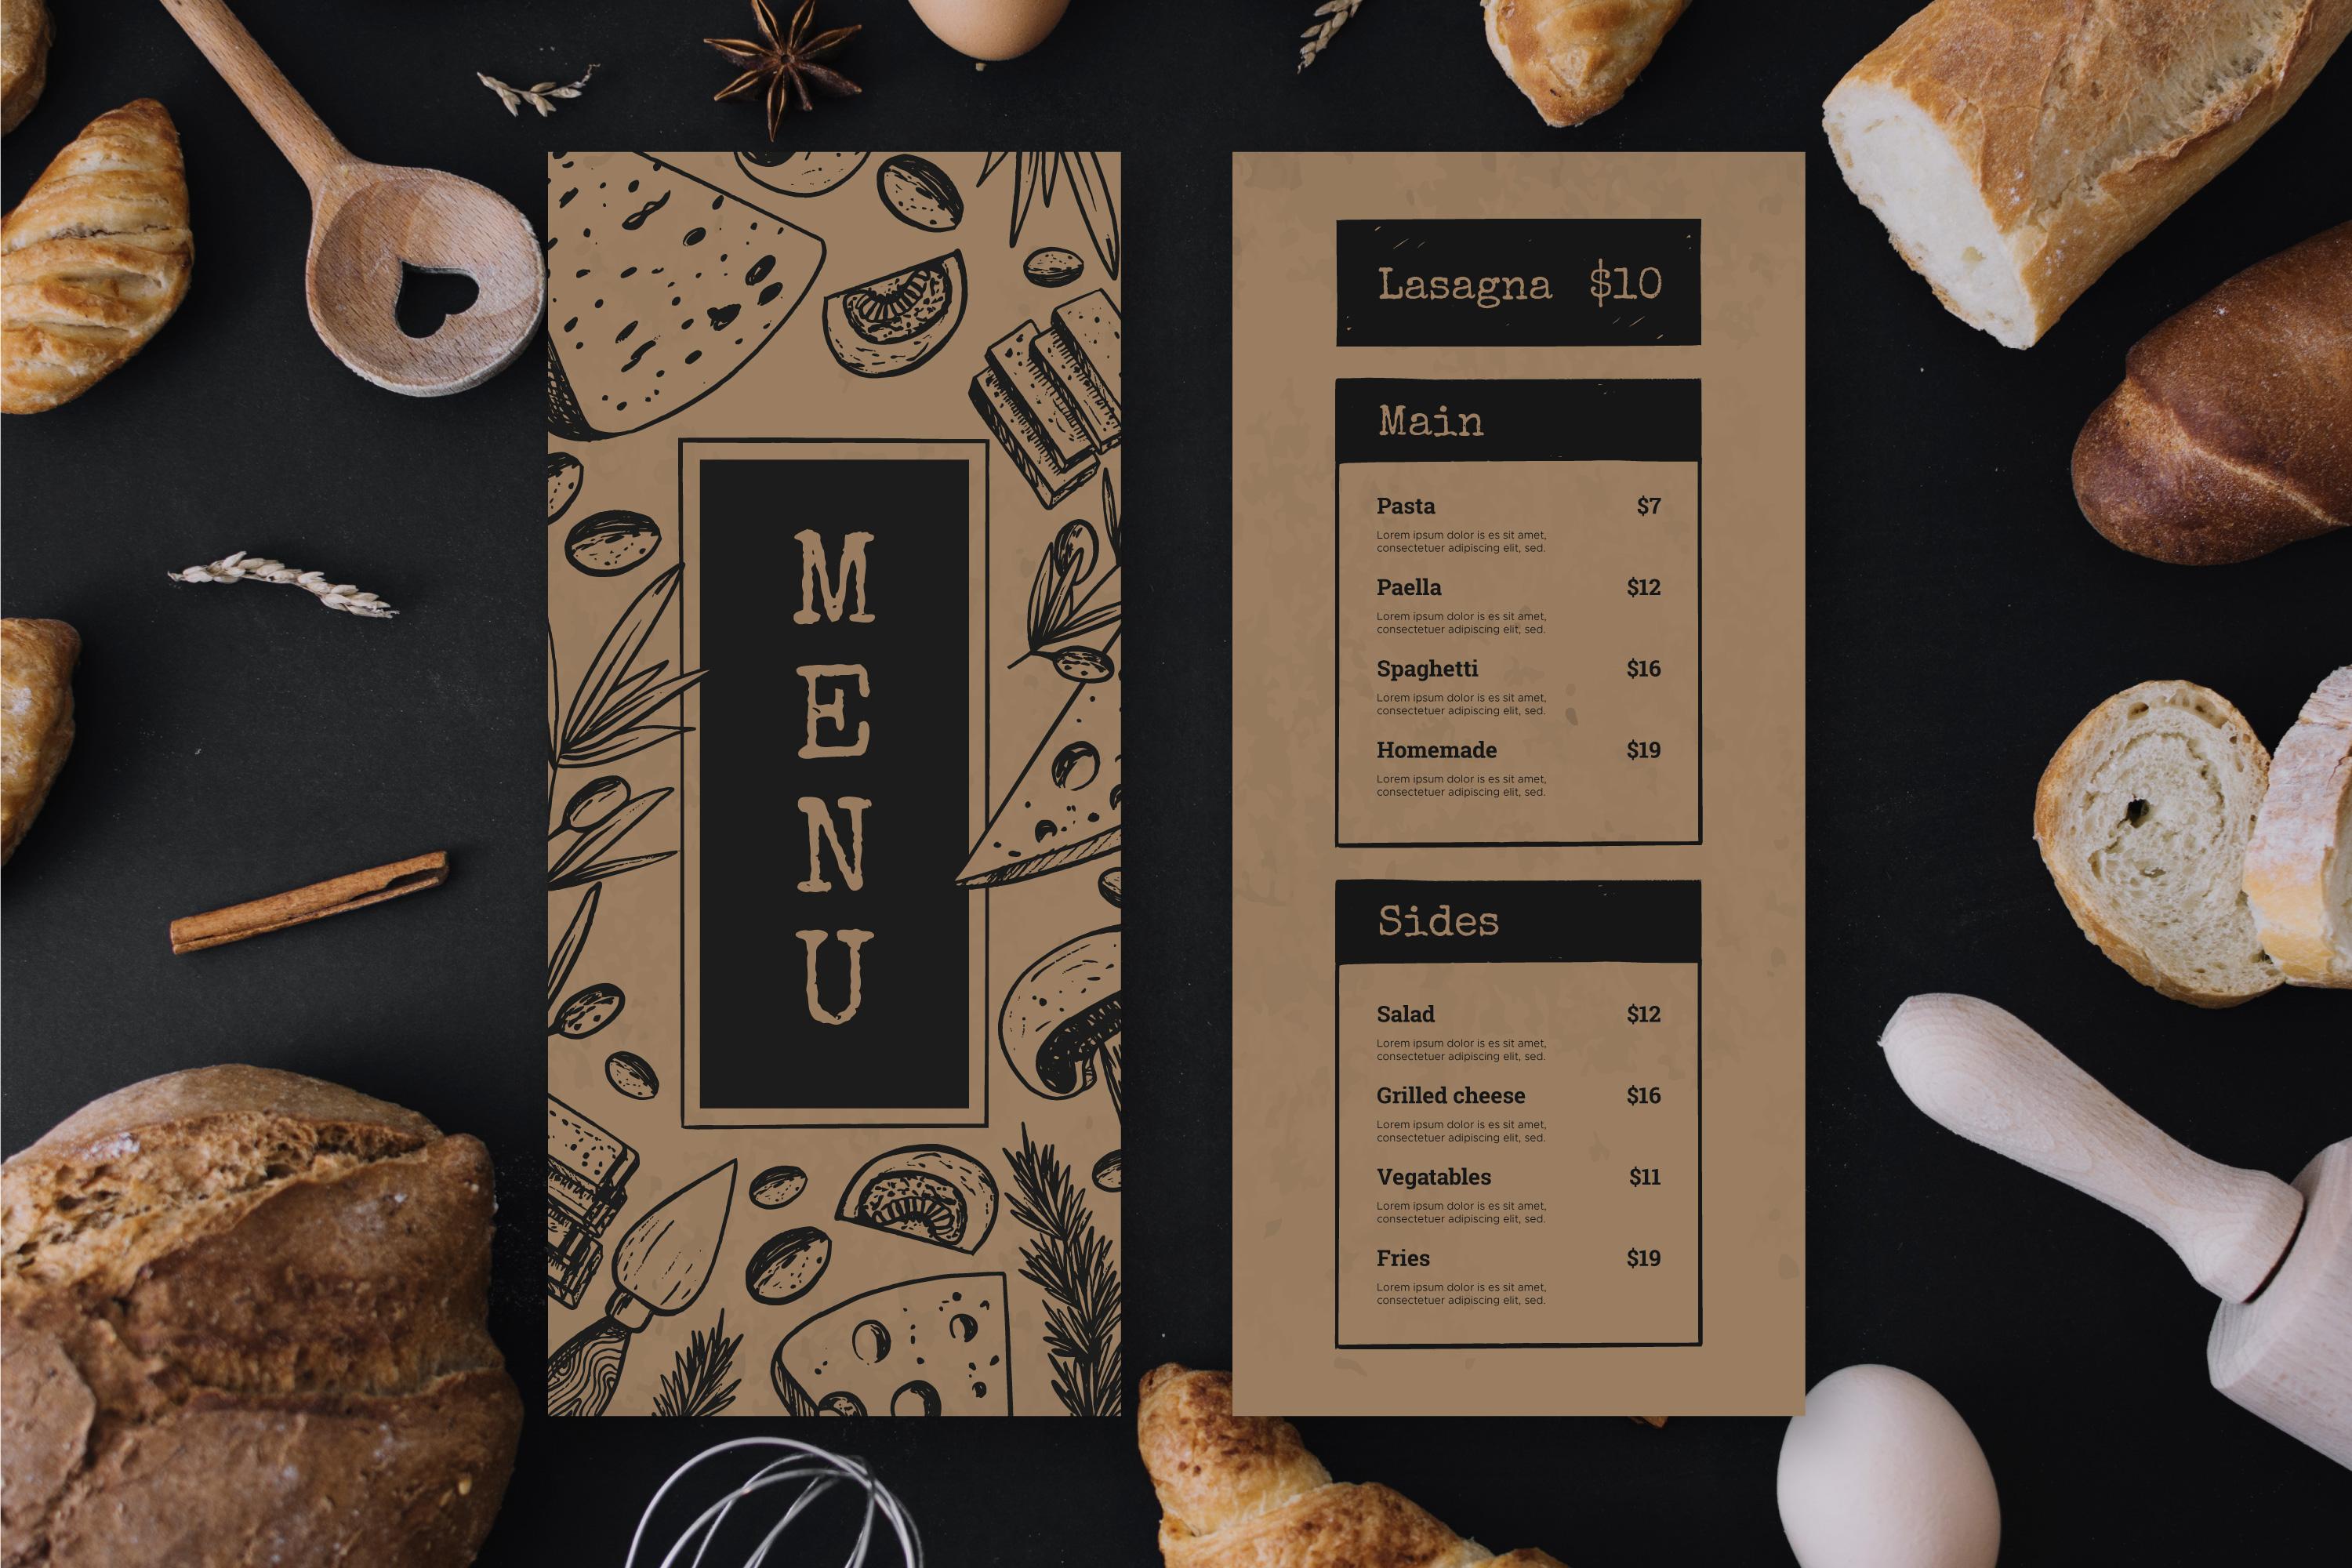 MENU
Lasagna $10
Main
Pasta $7
Lorem ipsum dolor is es sit amet,
consectetuer adipiscing elit, sed.
Paella $12
Lorem ipsum dolor is es sit amet,
consectetuer adipiscing elit, sed.
Spaghetti $16
Lorem ipsum dolor is es sit amet,
consectetuer adipiscing elit, sed.
Homemade $19
Lorem ipsum dolor is es sit amet,
consectetuer adipiscing elit, sed.
Sides
Salad $12
Lorem ipsum dolor is es sit amet,
consectetuer adipiscing elit, sed.
Grilled cheese $16
Lorem ipsum dolor is es sit amet,
consectetuer adipiscing elit, sed.
Vegatables $11
Lorem ipsum dolor is es sit amet,
consectetuer adipiscing elit, sed.
Fries $19
Lorem ipsum dolor is es sit amet,
consectetuer adipiscing elit, sed.